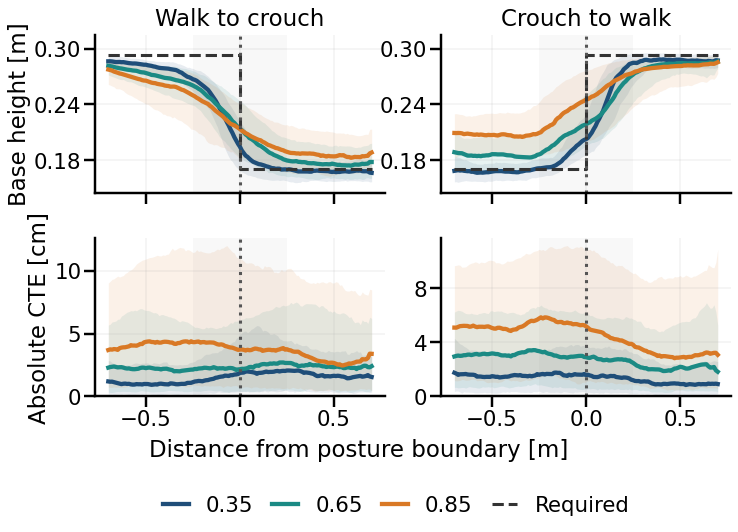 Walk to crouch Crouch to walk
Base height [m]
0.30 0.30
0.24 0.24
0.18 0.18
Absolute CTE [cm]
10 8
5 4
0 0
−0.5 0.0 0.5 −0.5 0.0 0.5
Distance from posture boundary [m]
0.35 0.65 0.85 Required